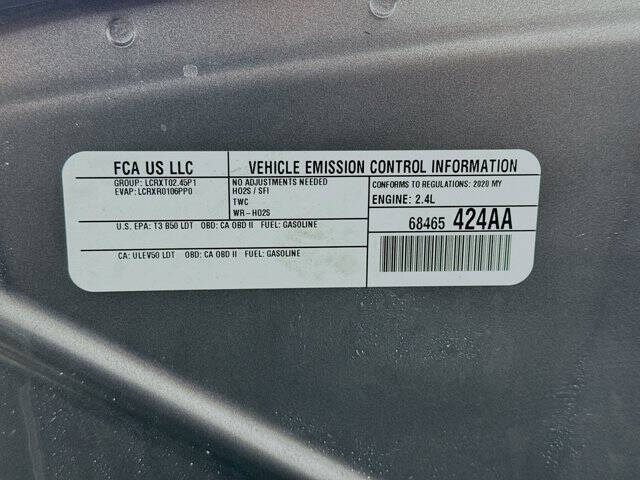 FCA US LLC
GROUP: LCRXT02.45P1
EVAP: LCRXR0106PP0
VEHICLE EMISSION CONTROL INFORMATION
NO ADJUSTMENTS NEEDED
HO2S / SFI
TWC
WR-HO2S
CONFORMS TO REGULATIONS: 2020 MY
ENGINE: 2.4L
U.S. EPA: T3 B50 LDT OBD: CA OBD II FUEL: GASOLINE
68465 424AA
CA: ULEV50 LDT OBD: CA OBD II FUEL: GASOLINE